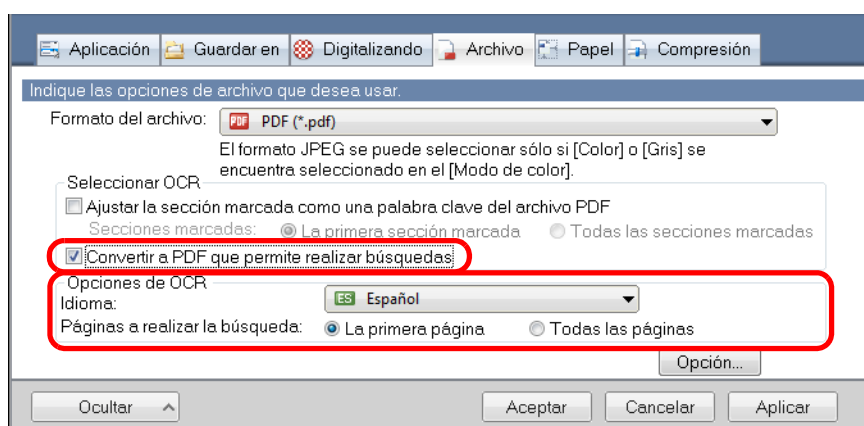 Aplicación Guardar en Digitalizando Archivo Papel Compresión
Indique las opciones de archivo que desea usar.
Formato del archivo: PDF PDF (*.pdf)
El formato JPEG se puede seleccionar sólo si [Color] o [Gris] se
encuentra seleccionado en el [Modo de color].
Seleccionar OCR
Ajustar la sección marcada como una palabra clave del archivo PDF
Secciones marcadas: La primera sección marcada Todas las secciones marcadas
Convertir a PDF que permite realizar búsquedas
Opciones de OCR
Idioma: ES Español
Páginas a realizar la búsqueda: La primera página Todas las páginas
Opción...
Ocultar Aceptar Cancelar Aplicar